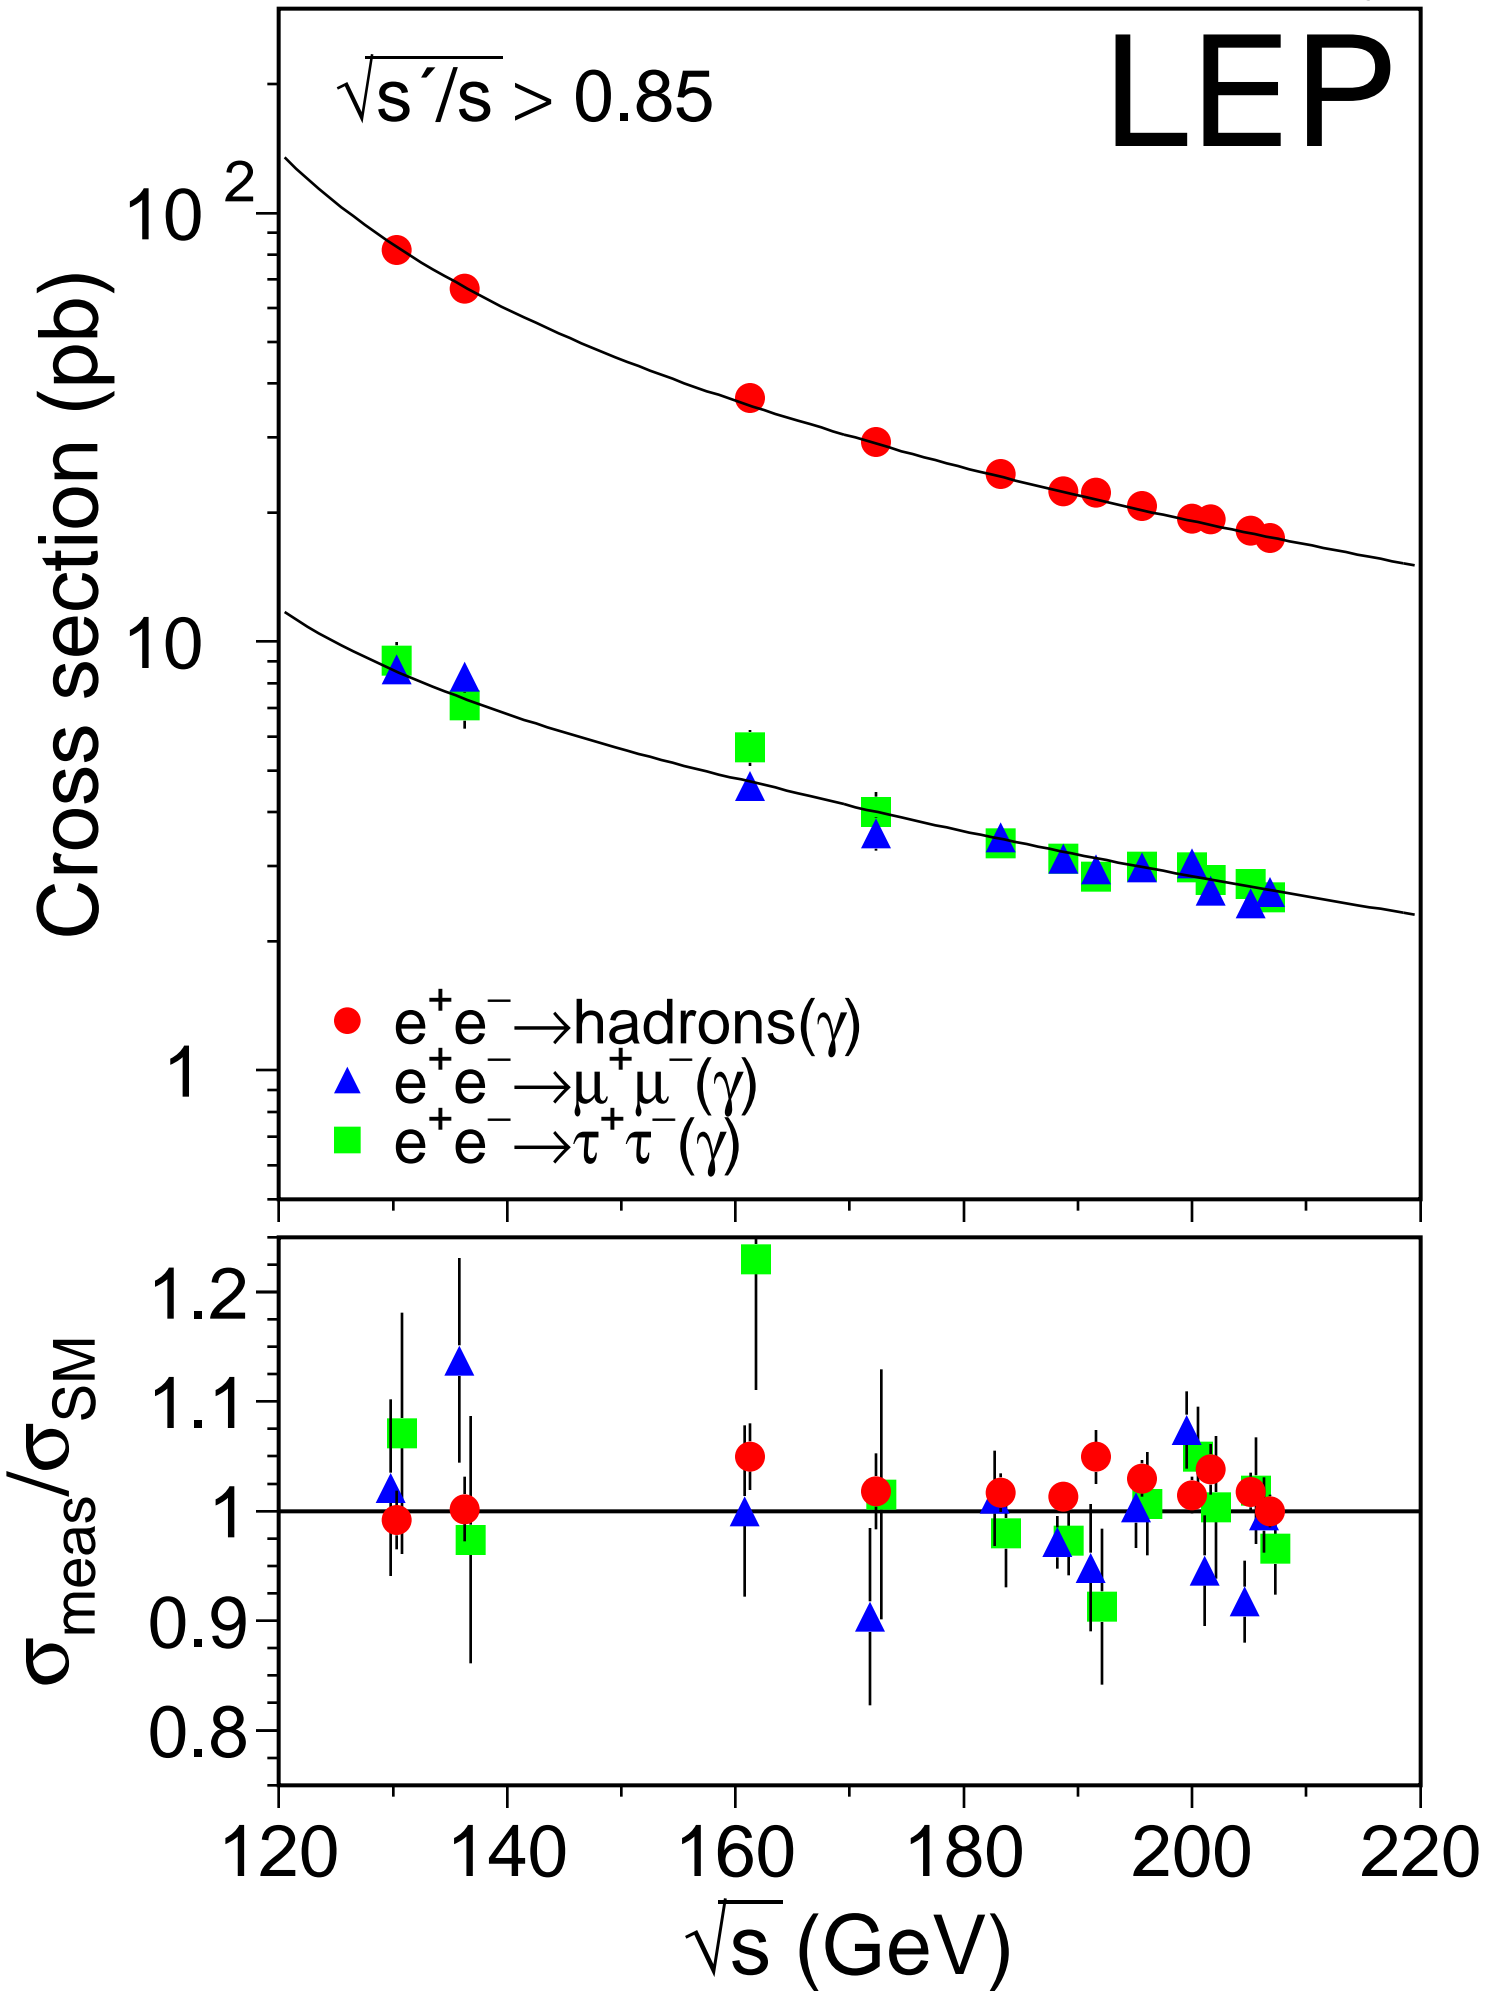 √s´/s > 0.85
LEP
10²
10
1
Cross section (pb)
e⁺e⁻→hadrons(γ)
e⁺e⁻→μ⁺μ⁻(γ)
e⁺e⁻→τ⁺τ⁻(γ)
1.2
1.1
1
0.9
0.8
σmeas/σSM
120 140 160 180 200 220
√s (GeV)